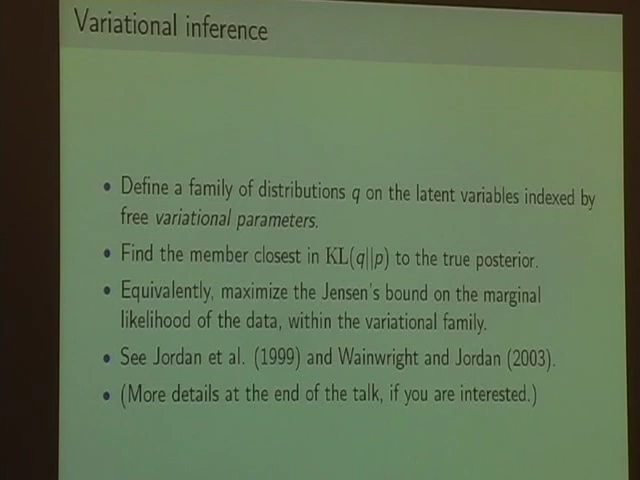 Variational inference
• Define a family of distributions q on the latent variables indexed by
free variational parameters.
• Find the member closest in KL(q||p) to the true posterior.
• Equivalently, maximize the Jensen's bound on the marginal
likelihood of the data, within the variational family.
• See Jordan et al. (1999) and Wainwright and Jordan (2003).
• (More details at the end of the talk, if you are interested.)